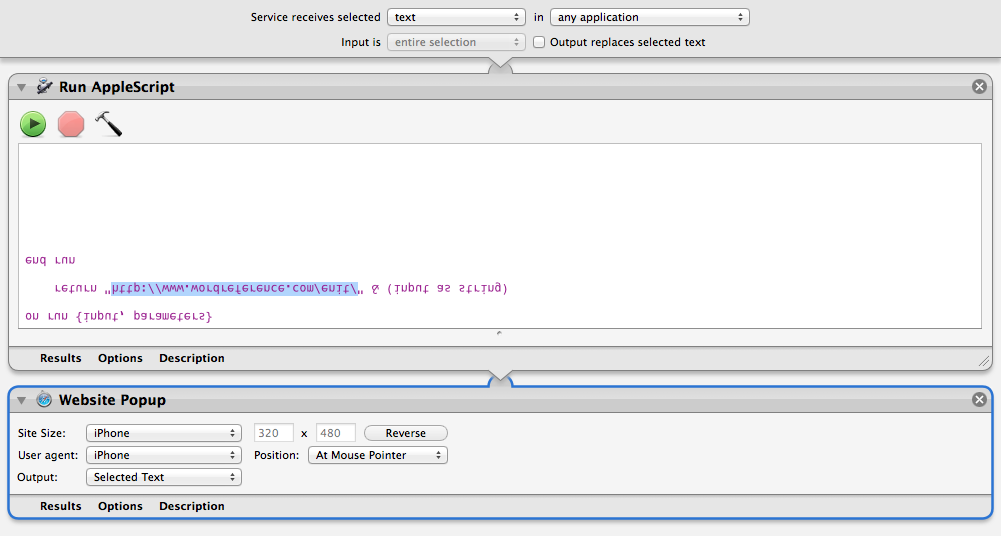 Service receives selected text in any application
Input is entire selection Output replaces selected text
Run AppleScript
on run {input, parameters}
return "http://www.wordreference.com/enit/" & (input as string)
end run
Results Options Description
Website Popup
Site Size: iPhone 320 x 480 Reverse
User agent: iPhone Position: At Mouse Pointer
Output: Selected Text
Results Options Description